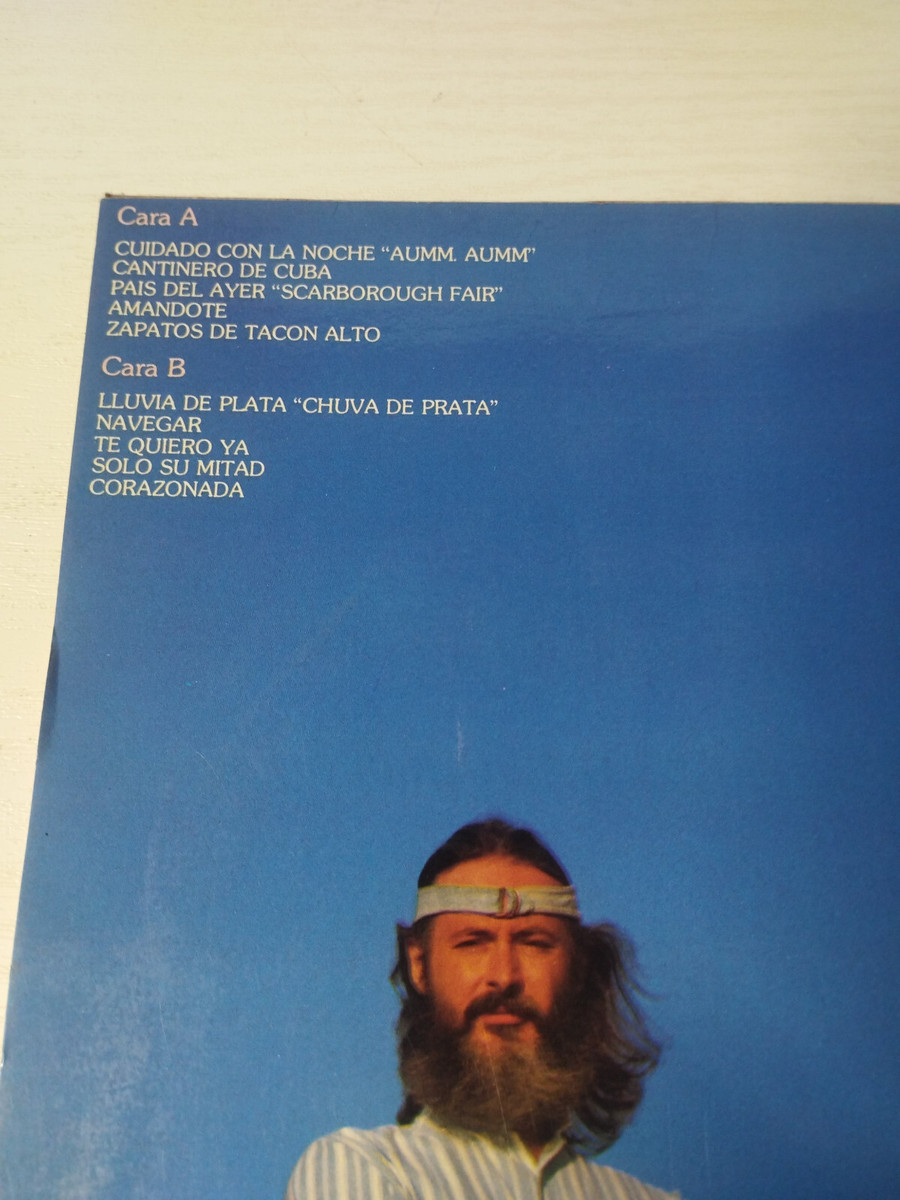 Cara A
CUIDADO CON LA NOCHE “AUMM. AUMM”
CANTINERO DE CUBA
PAIS DEL AYER “SCARBOROUGH FAIR”
AMANDOTE
ZAPATOS DE TACON ALTO
Cara B
LLUVIA DE PLATA “CHUVA DE PRATA”
NAVEGAR
TE QUIERO YA
SOLO SU MITAD
CORAZONADA